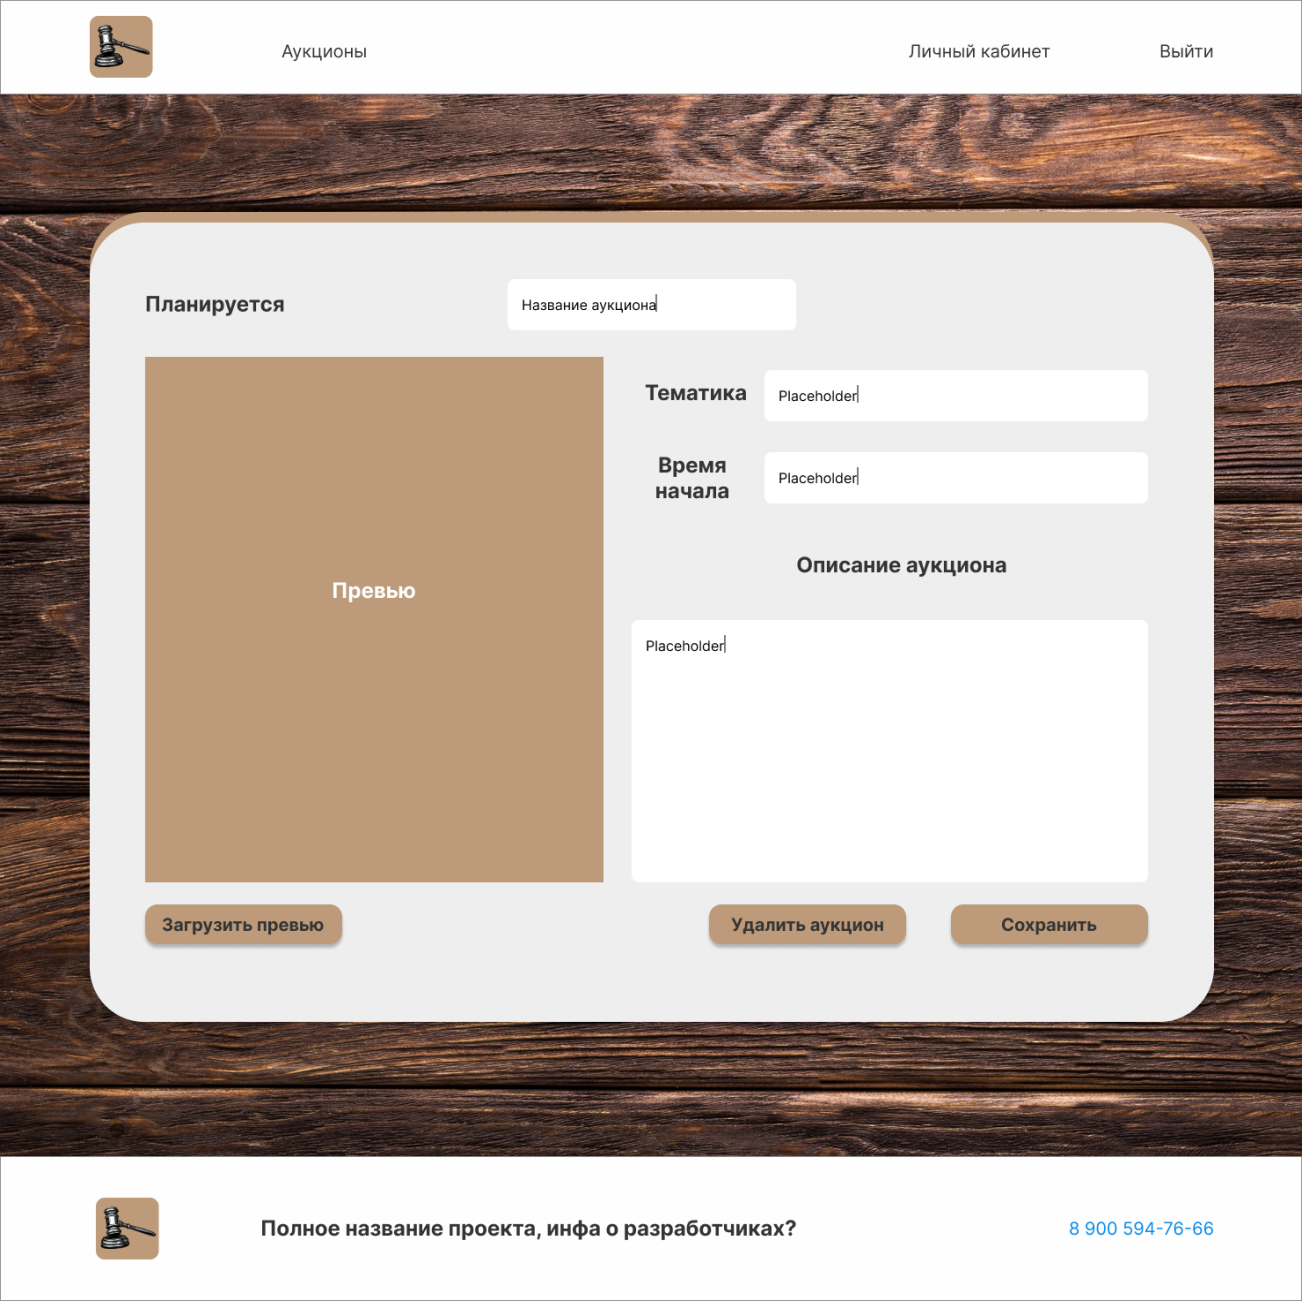 Аукционы
Личный кабинет
Выйти
Планируется
Название аукциона
Превью
Тематика
Placeholder
Время
начала
Placeholder
Описание аукциона
Placeholder
Загрузить превью
Удалить аукцион
Сохранить
Полное название проекта, инфа о разработчиках?
8 900 594-76-66